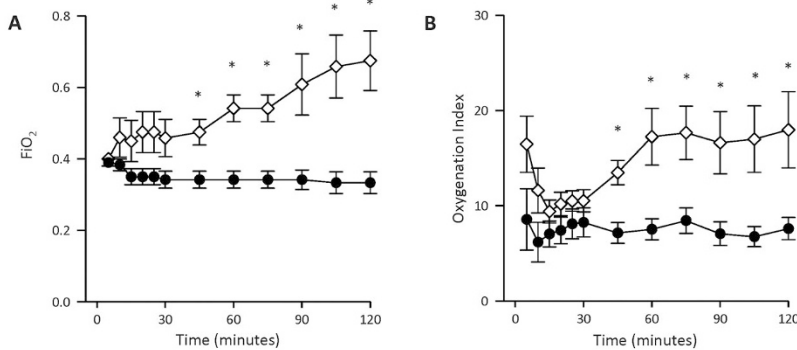 A
0.8
0.6
0.4
0.2
0.0
FiO₂
0
30
60
90
120
Time (minutes)
* * * * * *
B
30
20
10
0
Oxygenation Index
0
30
60
90
120
Time (minutes)
* * * * * *